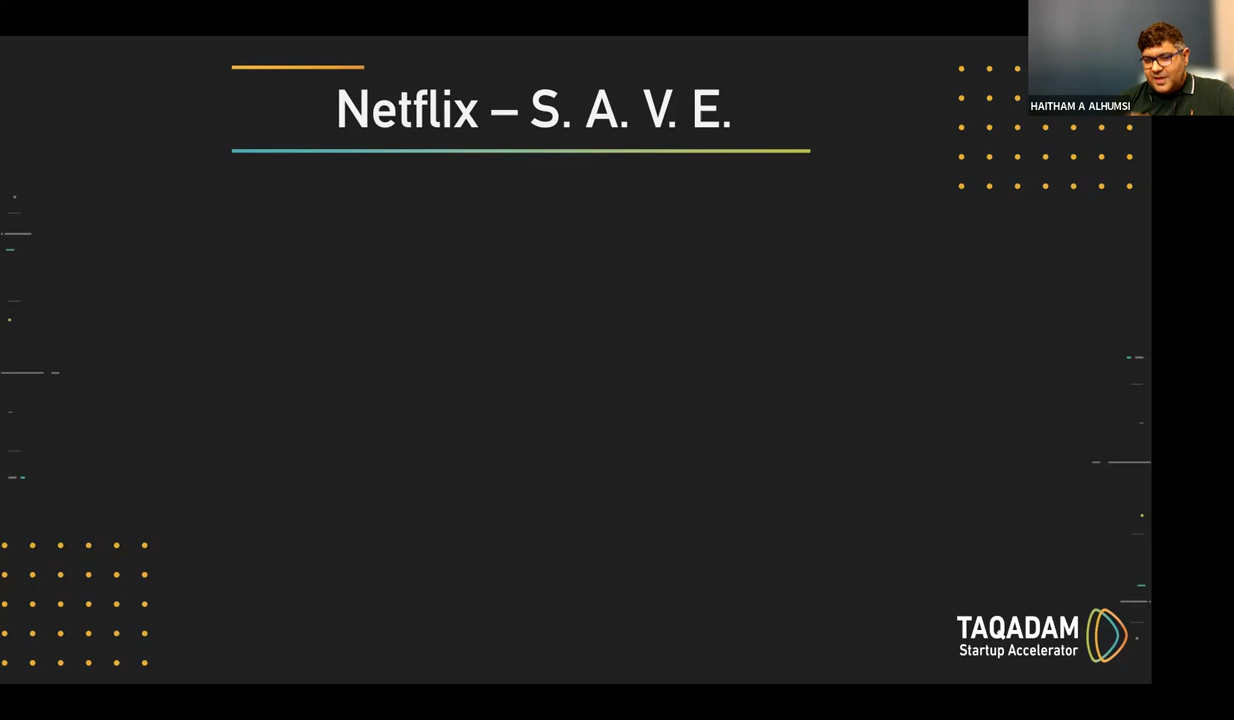 Netflix – S. A. V. E.
HAITHAM A ALHUMSI
TAQADAM
Startup Accelerator